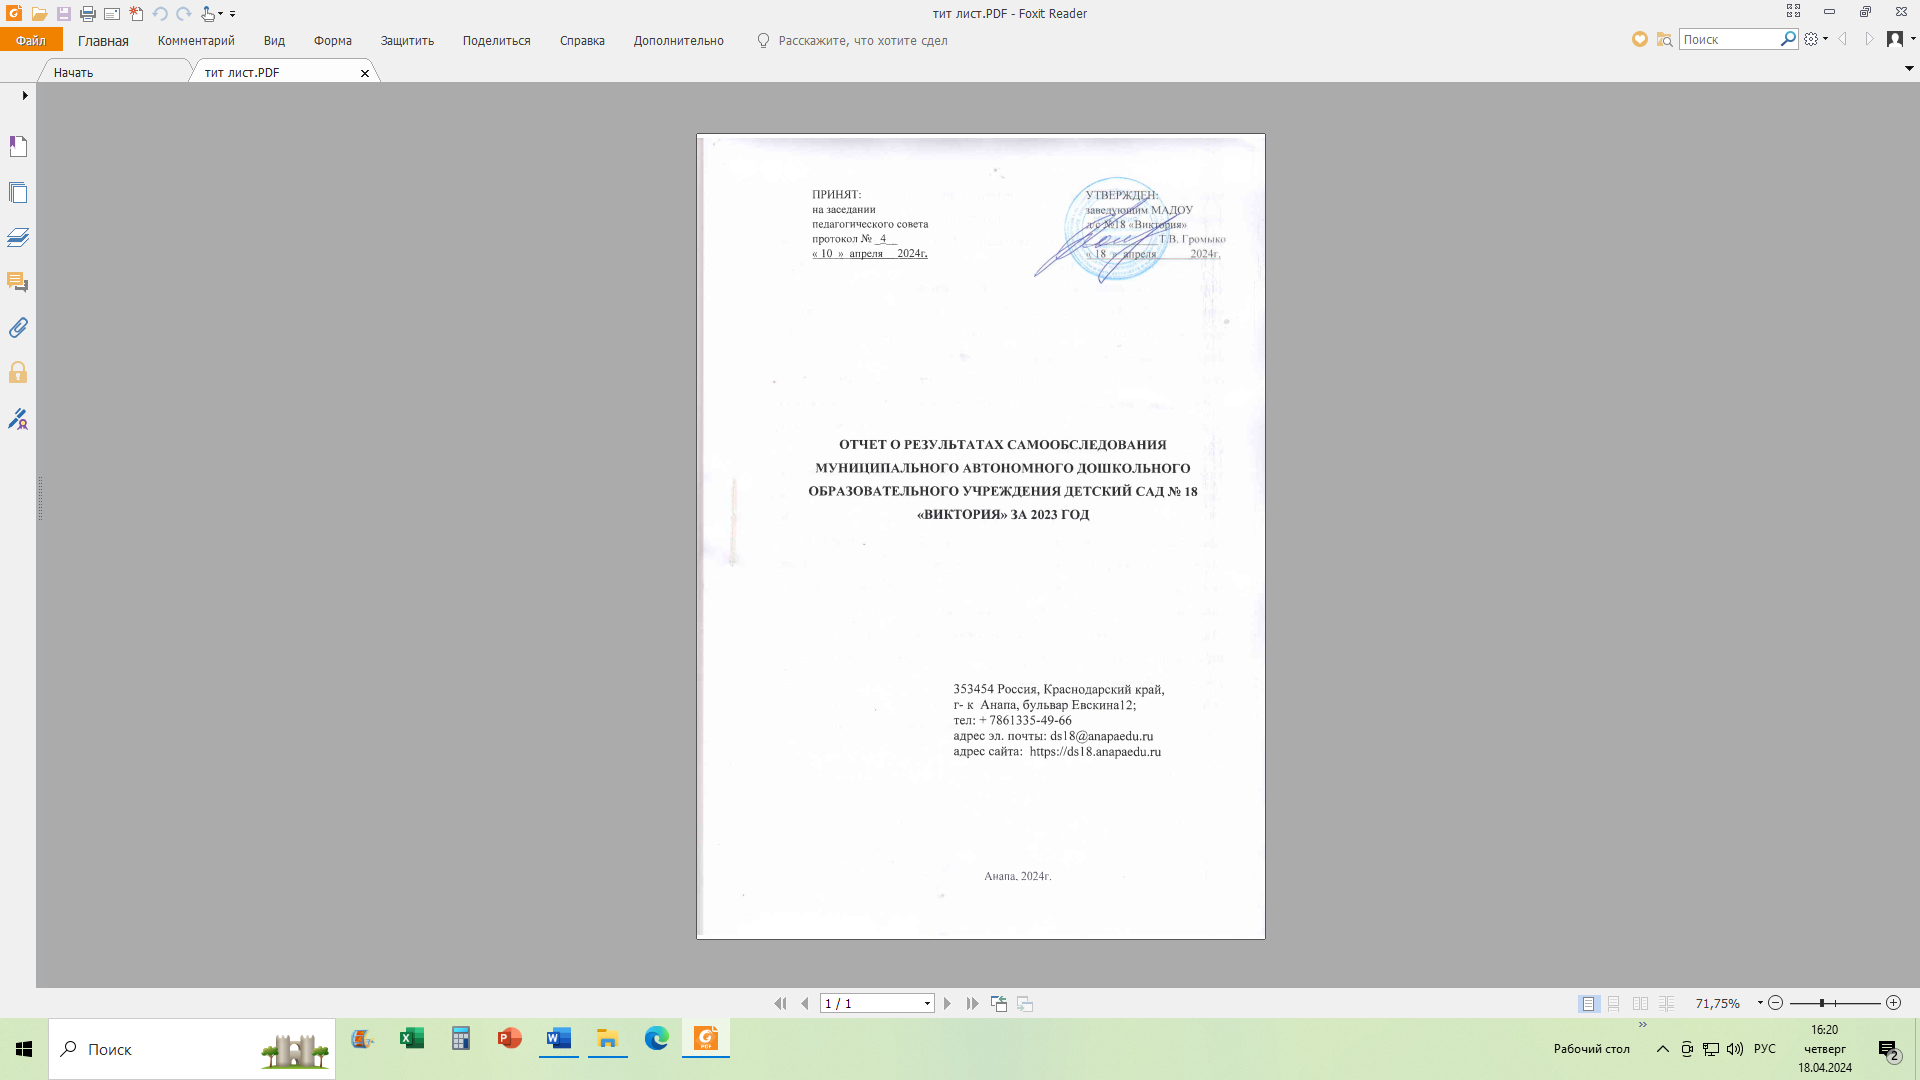 тит лист.PDF - Foxit Reader
Файл Главная Комментарий Вид Форма Защитить Поделиться Справка Дополнительно Расскажите, что хотите сдел Поиск
Начать тит лист.PDF
ПРИНЯТ:
на заседании
педагогического совета
протокол № _4__
« 10 » апреля 2024г.
УТВЕРЖДЕН:
заведующим МАДОУ
д/с №18 «Виктория»
Т.В. Громыко
« 18 » апреля 2024г.
ОТЧЕТ О РЕЗУЛЬТАТАХ САМООБСЛЕДОВАНИЯ
МУНИЦИПАЛЬНОГО АВТОНОМНОГО ДОШКОЛЬНОГО
ОБРАЗОВАТЕЛЬНОГО УЧРЕЖДЕНИЯ ДЕТСКИЙ САД № 18
«ВИКТОРИЯ» ЗА 2023 ГОД
353454 Россия, Краснодарский край,
г- к Анапа, бульвар Евскина12;
тел: + 7861335-49-66
адрес эл. почты: ds18@anapaedu.ru
адрес сайта: https://ds18.anapaedu.ru
Анапа, 2024г.
1 / 1
71,75%
Поиск
Рабочий стол
РУС
16:20
четверг
18.04.2024
2